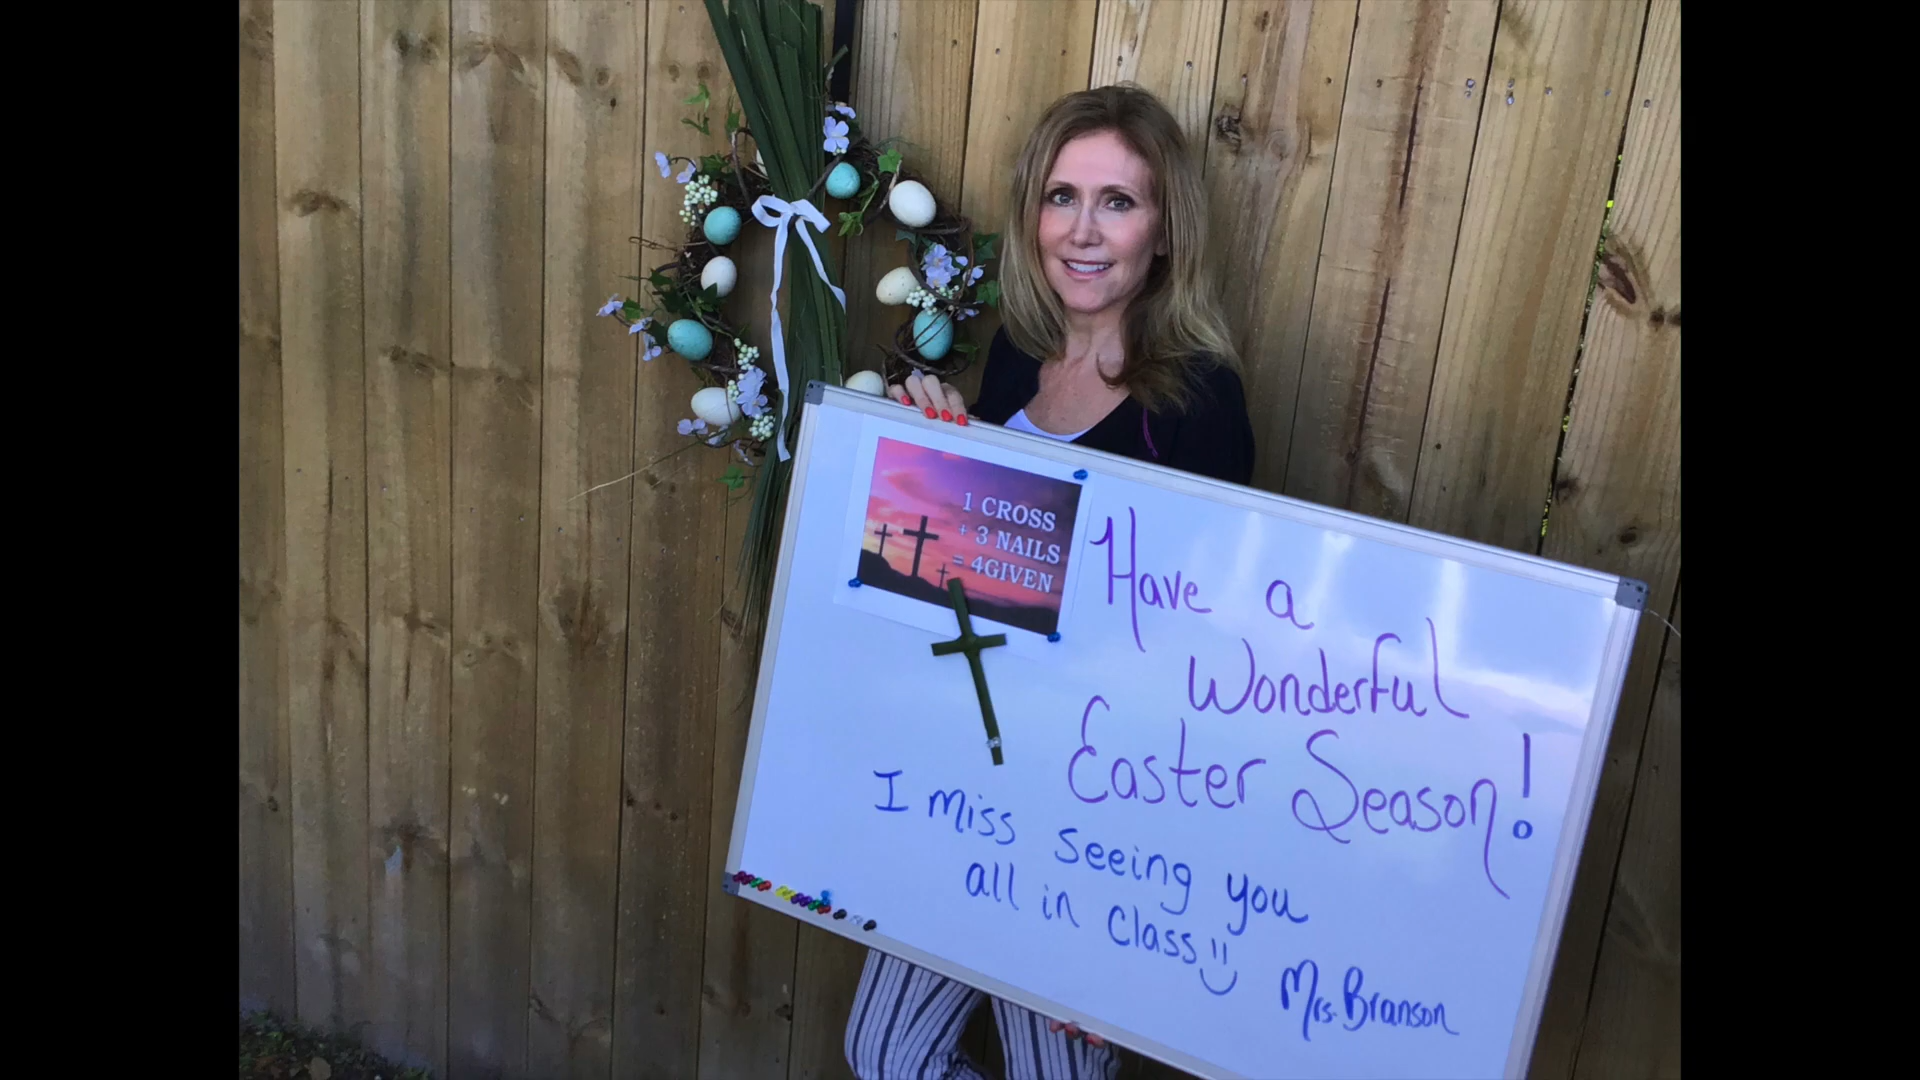 1 CROSS
+ 3 NAILS
= 4GIVEN
Have a
Wonderful
Easter Season!
I miss seeing you
all in class
Mrs. Branson